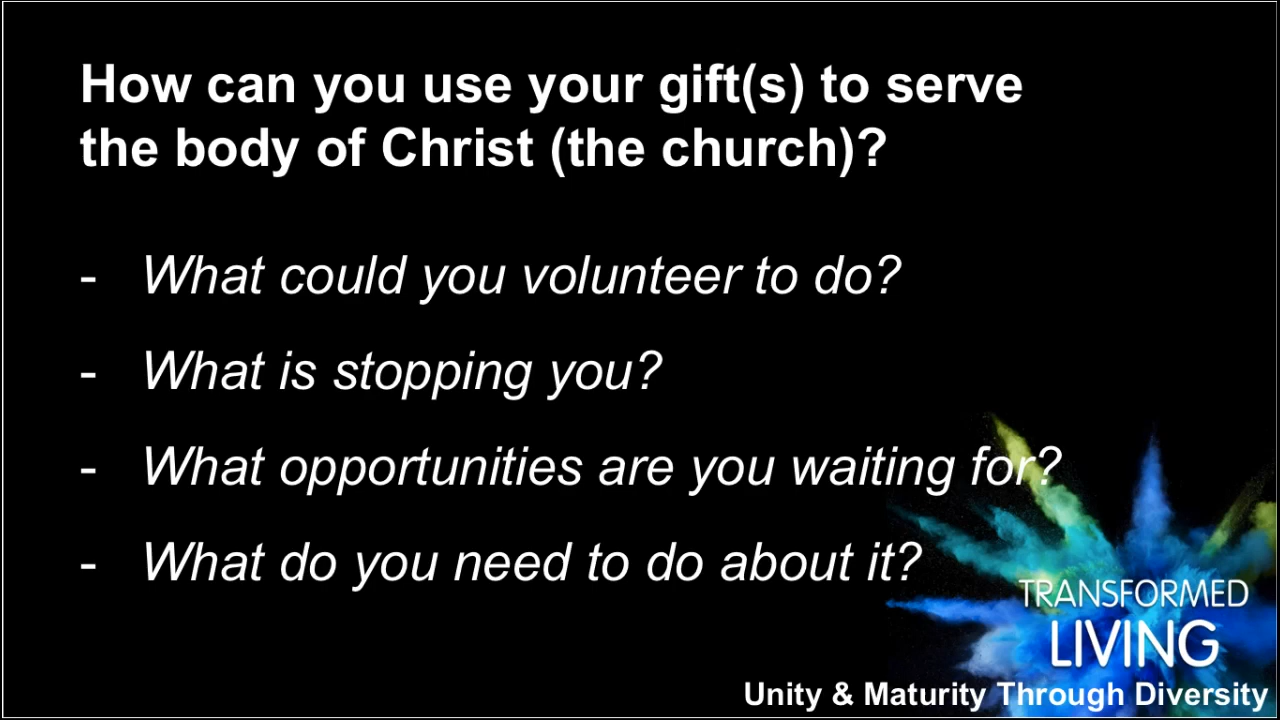 How can you use your gift(s) to serve
the body of Christ (the church)?
- What could you volunteer to do?
- What is stopping you?
- What opportunities are you waiting for?
- What do you need to do about it?
TRANSFORMED
LIVING
Unity & Maturity Through Diversity